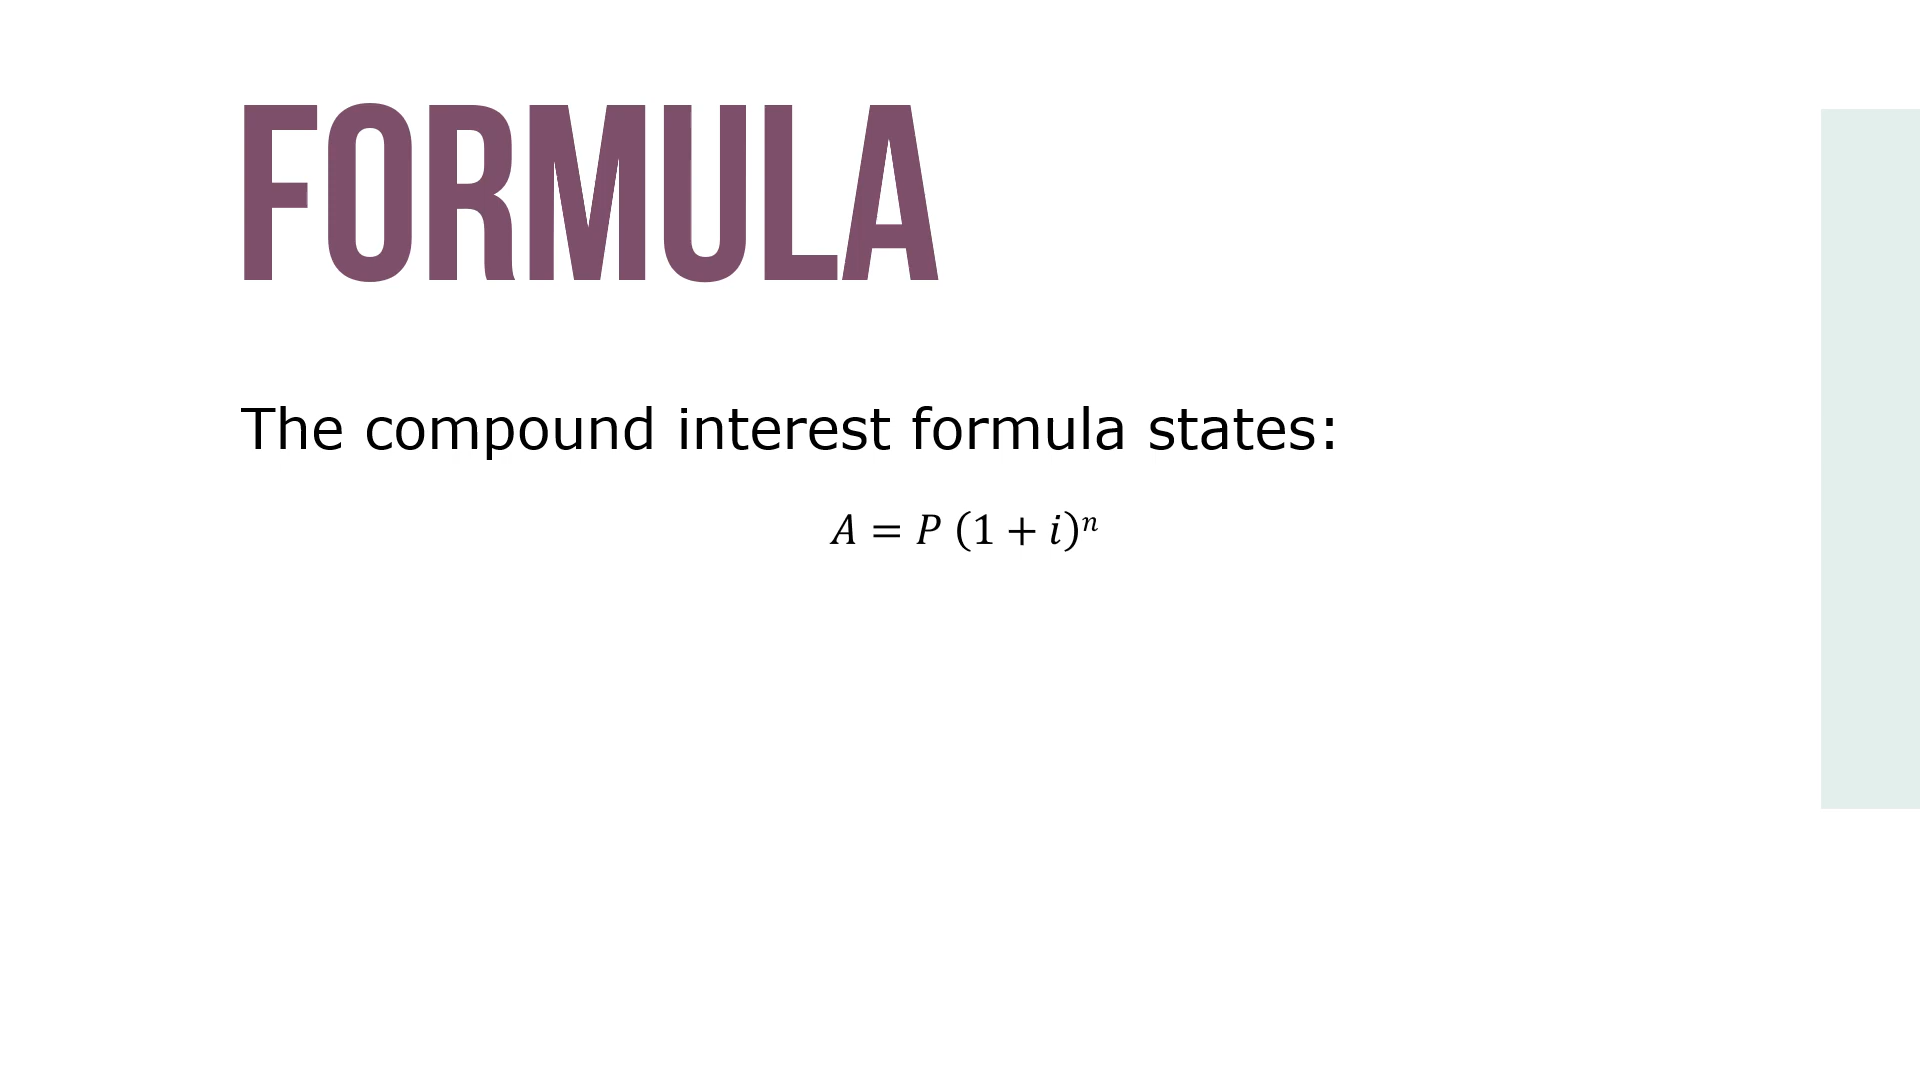 FORMULA
The compound interest formula states:
A = P (1 + i)ⁿ